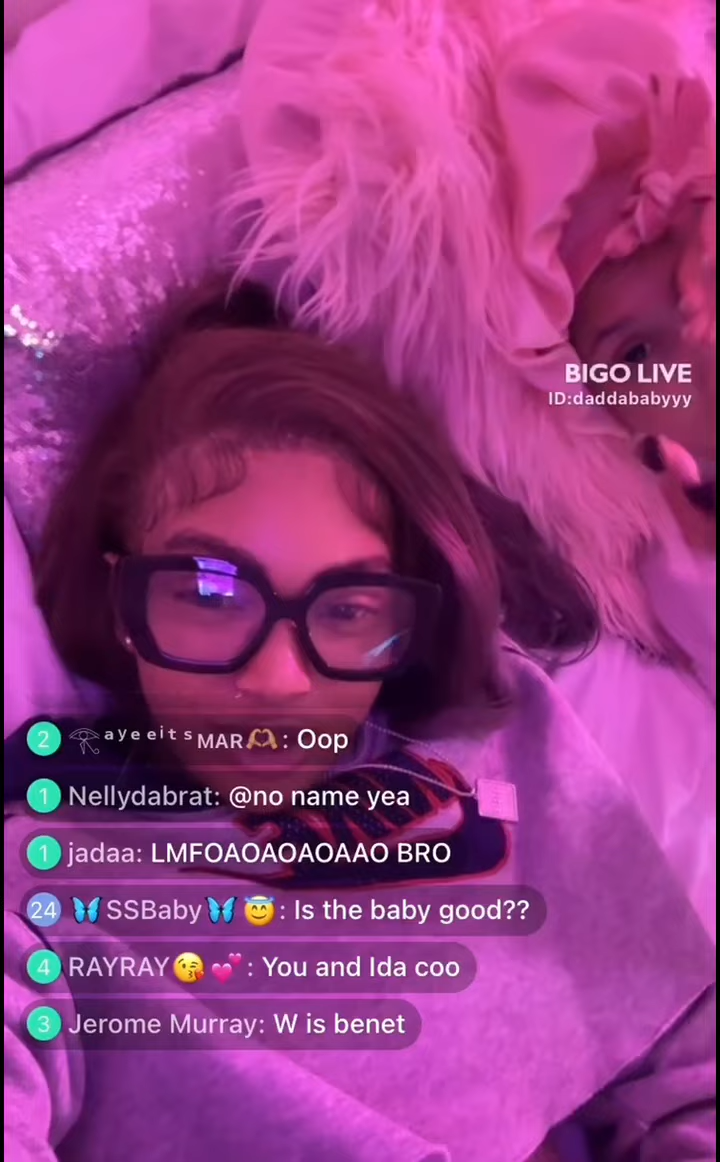 BIGO LIVE
ID:daddababyyy
2 ᵃʸᵉ ᵉⁱᵗ ˢ MAR🫶: Oop
1 Nellydabrat: @no name yea
1 jadaa: LMFOAOAOAOAAO BRO
24 🦋SSBaby🦋😇: Is the baby good??
4 RAYRAY😘💕: You and Ida coo
3 Jerome Murray: W is benet